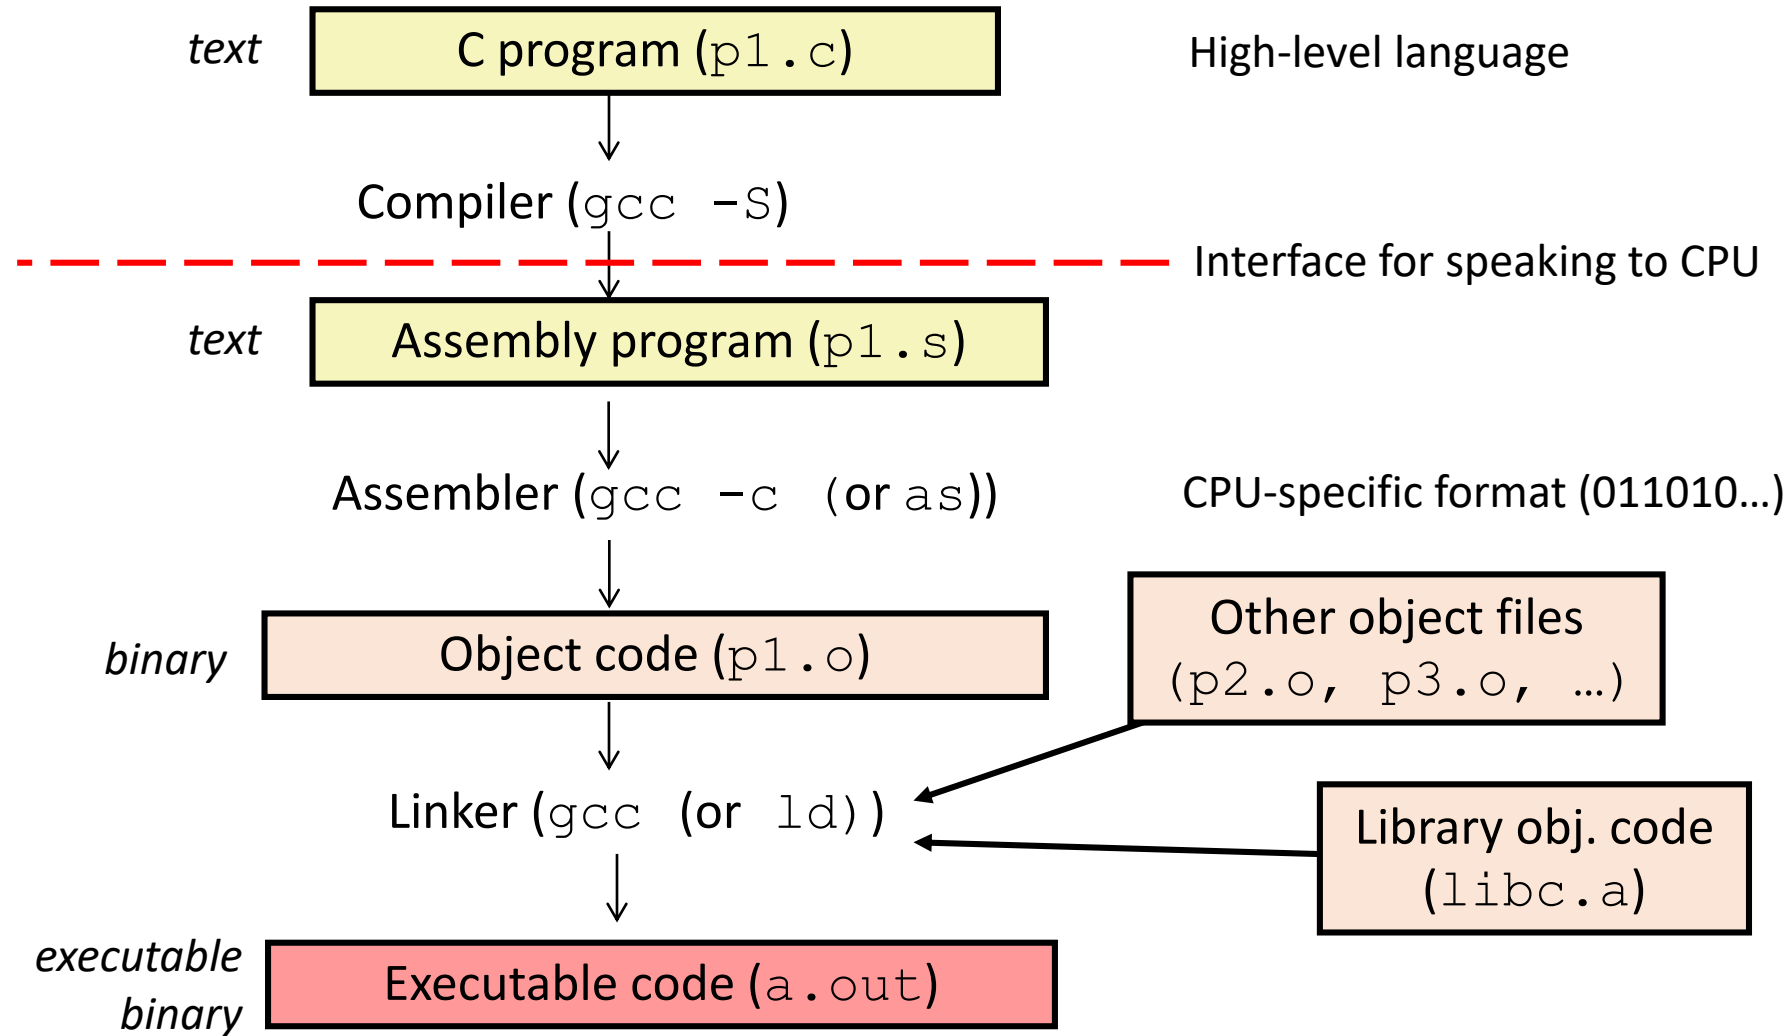 text
C program (p1.c)
High-level language
Compiler (gcc -S)
Interface for speaking to CPU
text
Assembly program (p1.s)
Assembler (gcc -c (or as))
CPU-specific format (011010…)
binary
Object code (p1.o)
Other object files
(p2.o, p3.o, …)
Linker (gcc (or ld))
Library obj. code
(libc.a)
executable
binary
Executable code (a.out)